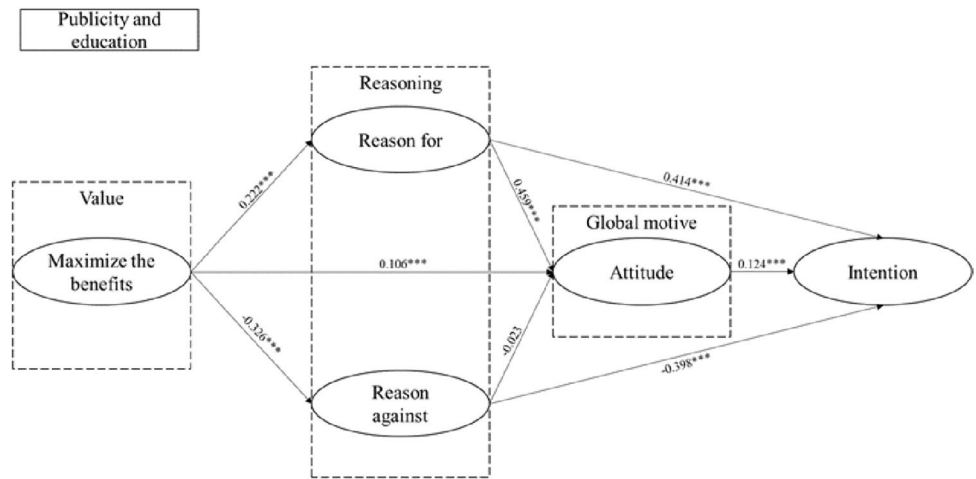 Publicity and
education
Reasoning
Reason for
0.222***
0.459***
0.414***
Value
Maximize the
benefits
0.106***
Global motive
Attitude
0.124***
Intention
-0.326***
-0.023
-0.398***
Reason
against